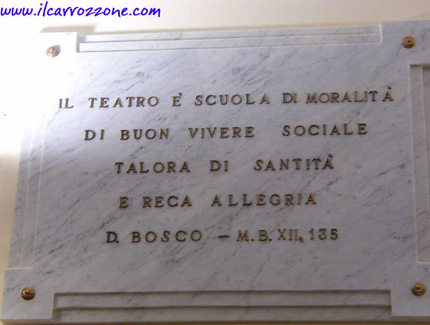 www.ilcarrozzone.com
IL TEATRO E' SCUOLA DI MORALITÀ
DI BUON VIVERE SOCIALE
TALORA DI SANTITÀ
E RECA ALLEGRIA
D. BOSCO – M.B. XII, 135